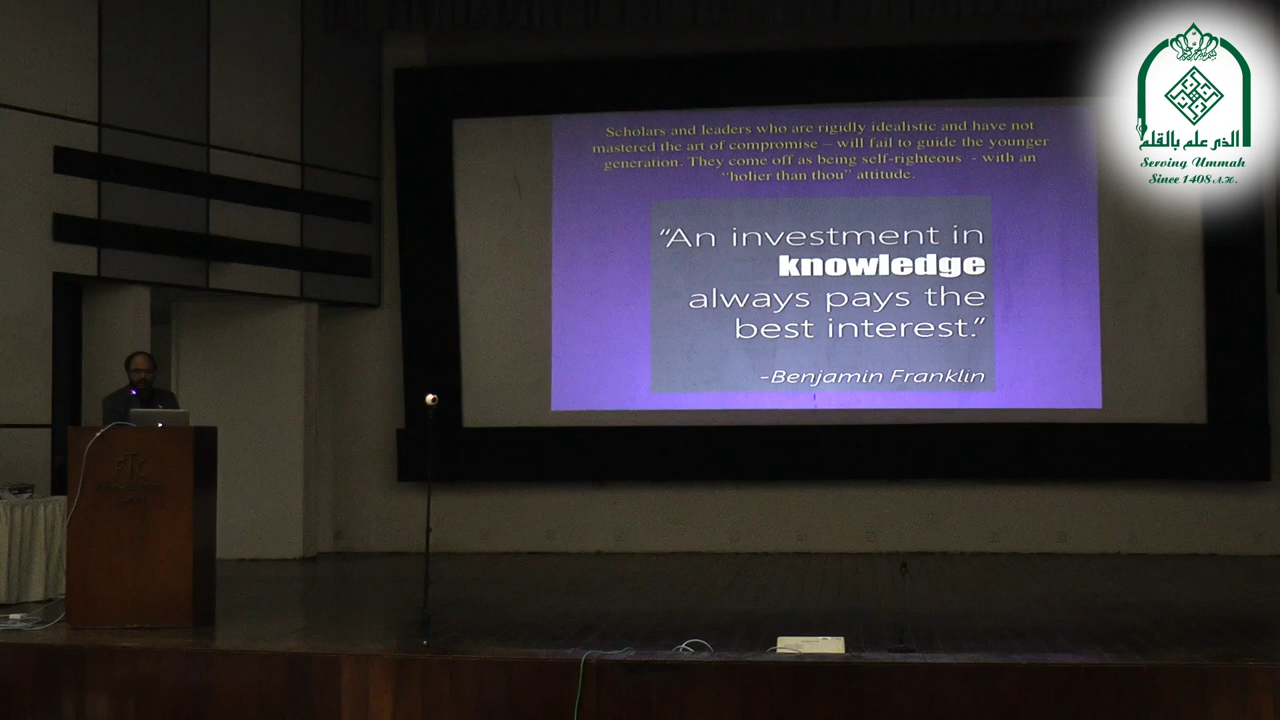 Scholars and leaders who are rigidly idealistic and have not
mastered the art of compromise – will fail to guide the younger
generation. They come off as being self-righteous - with an
“holier than thou” attitude.
“An investment in
knowledge
always pays the
best interest.”
-Benjamin Franklin
الذي علم بالقلم
Serving Ummah
Since 1408 A.H.
FTC